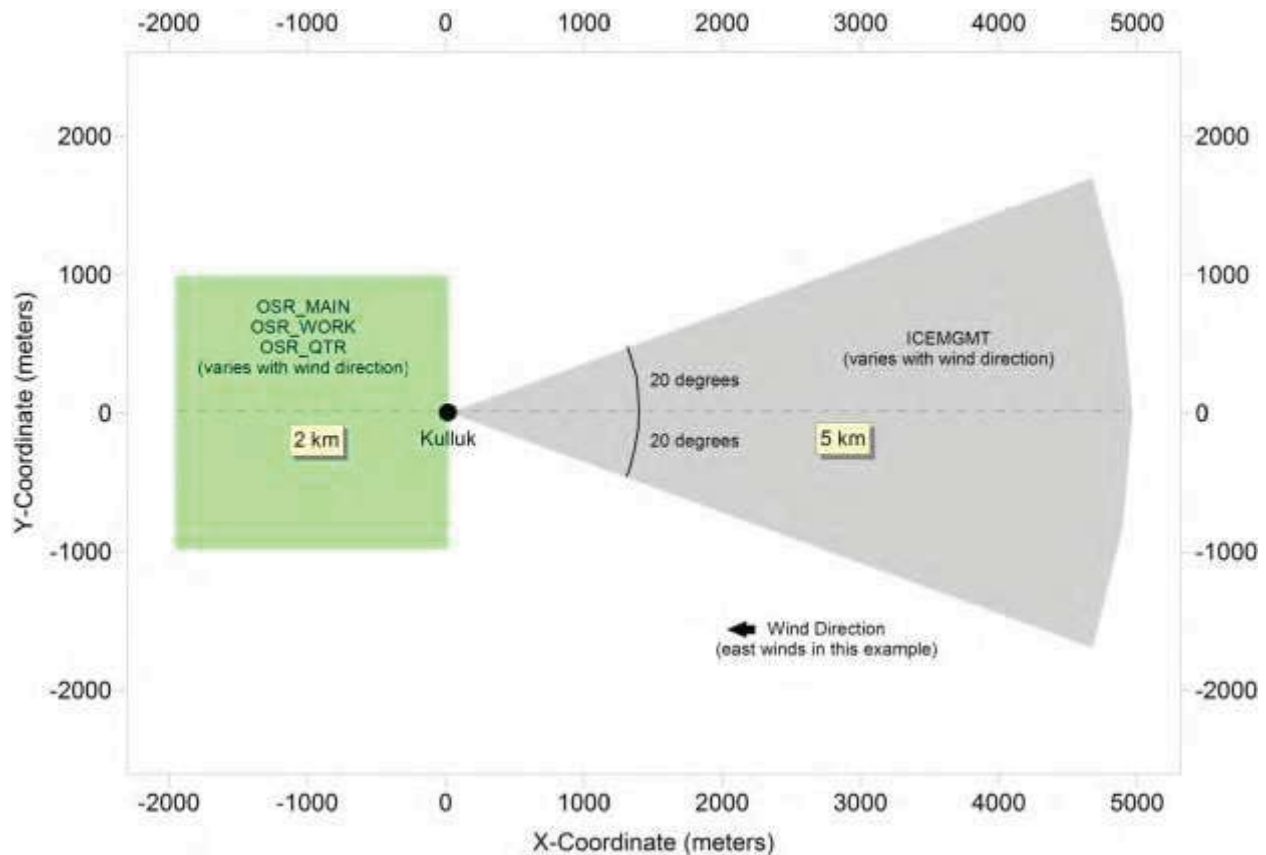 -2000 -1000 0 1000 2000 3000 4000 5000
2000 2000
1000 1000
OSR_MAIN
OSR_WORK
OSR_QTR
(varies with wind direction)
ICEMGMT
(varies with wind direction)
20 degrees
0 0
Kulluk
2 km
20 degrees
5 km
Y-Coordinate (meters)
-1000 -1000
Wind Direction
(east winds in this example)
-2000 -2000
-2000 -1000 0 1000 2000 3000 4000 5000
X-Coordinate (meters)